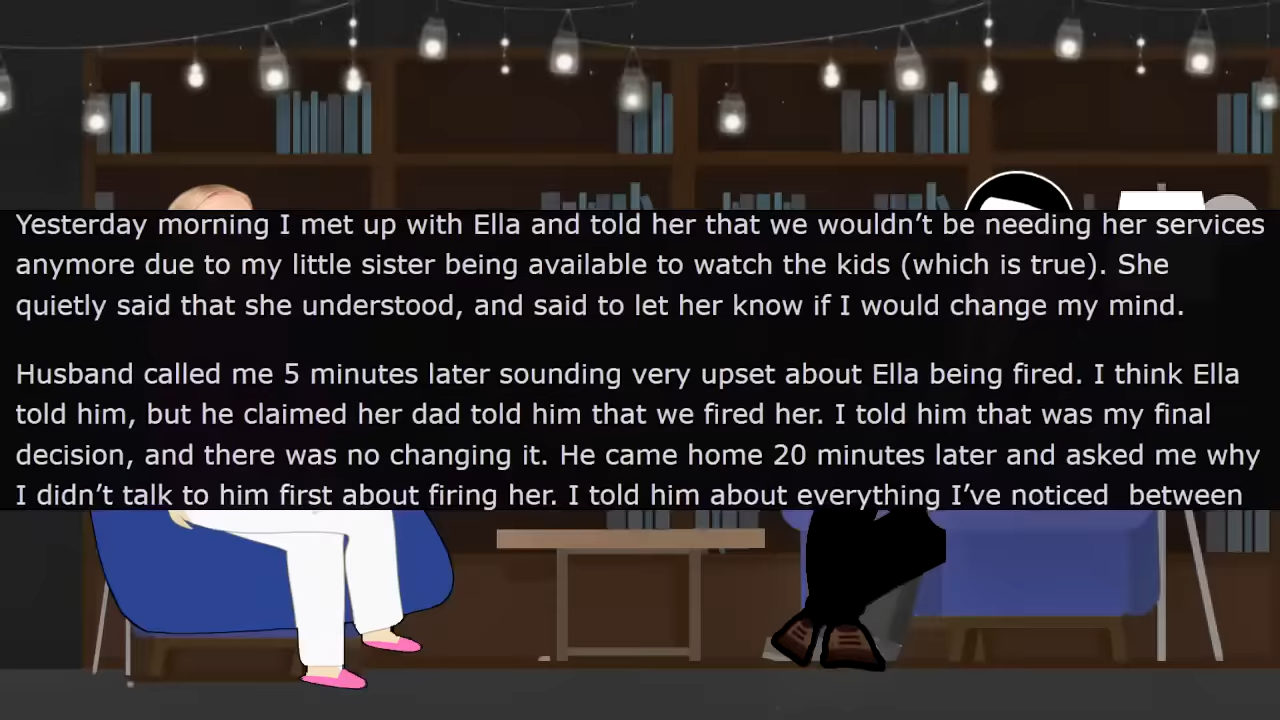 Yesterday morning I met up with Ella and told her that we wouldn’t be needing her services
anymore due to my little sister being available to watch the kids (which is true). She
quietly said that she understood, and said to let her know if I would change my mind.
Husband called me 5 minutes later sounding very upset about Ella being fired. I think Ella
told him, but he claimed her dad told him that we fired her. I told him that was my final
decision, and there was no changing it. He came home 20 minutes later and asked me why
I didn’t talk to him first about firing her. I told him about everything I’ve noticed  between